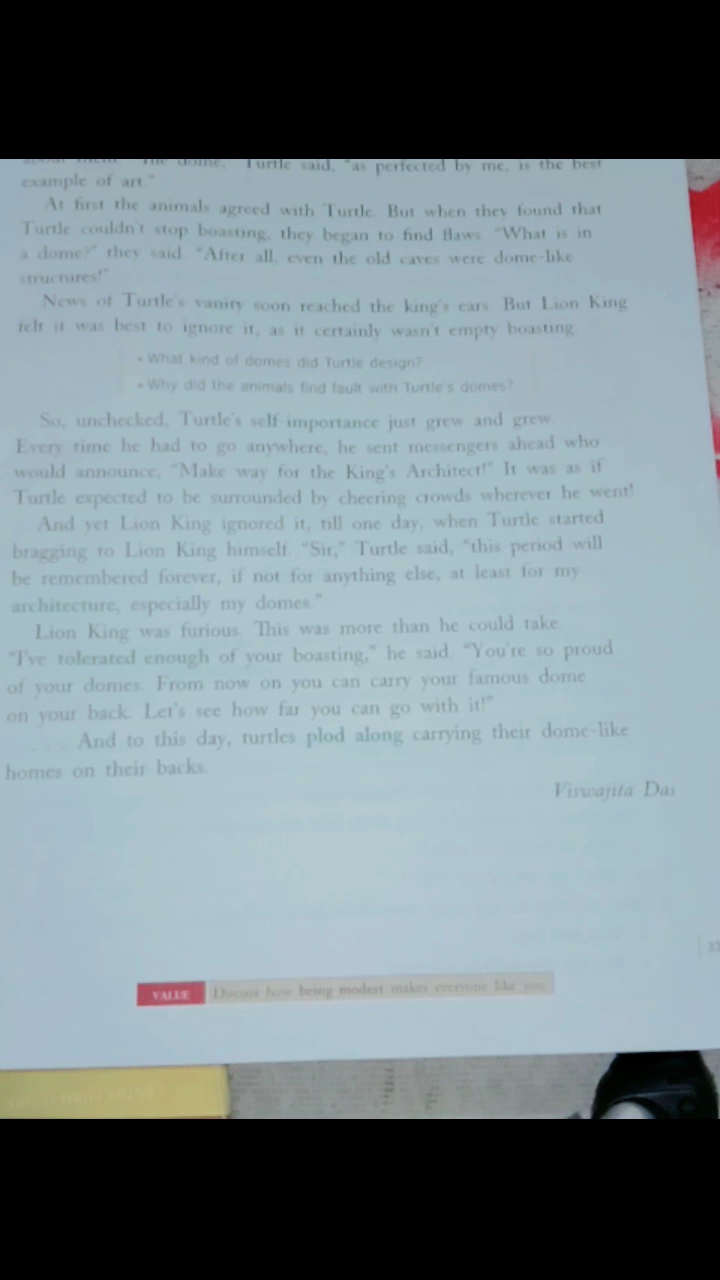 about them. "The dome," Turtle said, "as perfected by me, is the best
example of art."
At first the animals agreed with Turtle. But when they found that
Turtle couldn't stop boasting, they began to find flaws. "What is in
a dome?" they said. "After all, even the old caves were dome-like
structures!"
News of Turtle's vanity soon reached the king's ears. But Lion King
felt it was best to ignore it, as it certainly wasn't empty boasting.
• What kind of domes did Turtle design?
• Why did the animals find fault with Turtle's domes?
So, unchecked, Turtle's self importance just grew and grew.
Every time he had to go anywhere, he sent messengers ahead who
would announce, "Make way for the King's Architect!" It was as if
Turtle expected to be surrounded by cheering crowds wherever he went!
And yet Lion King ignored it, till one day, when Turtle started
bragging to Lion King himself. "Sir," Turtle said, "this period will
be remembered forever, if not for anything else, at least for my
architecture, especially my domes."
Lion King was furious. This was more than he could take.
"I've tolerated enough of your boasting," he said. "You're so proud
of your domes. From now on you can carry your famous dome
on your back. Let's see how far you can go with it!"
. . . . And to this day, turtles plod along carrying their dome-like
homes on their backs.
Viswajita Das
VALUE Discuss how being modest makes everyone like you.